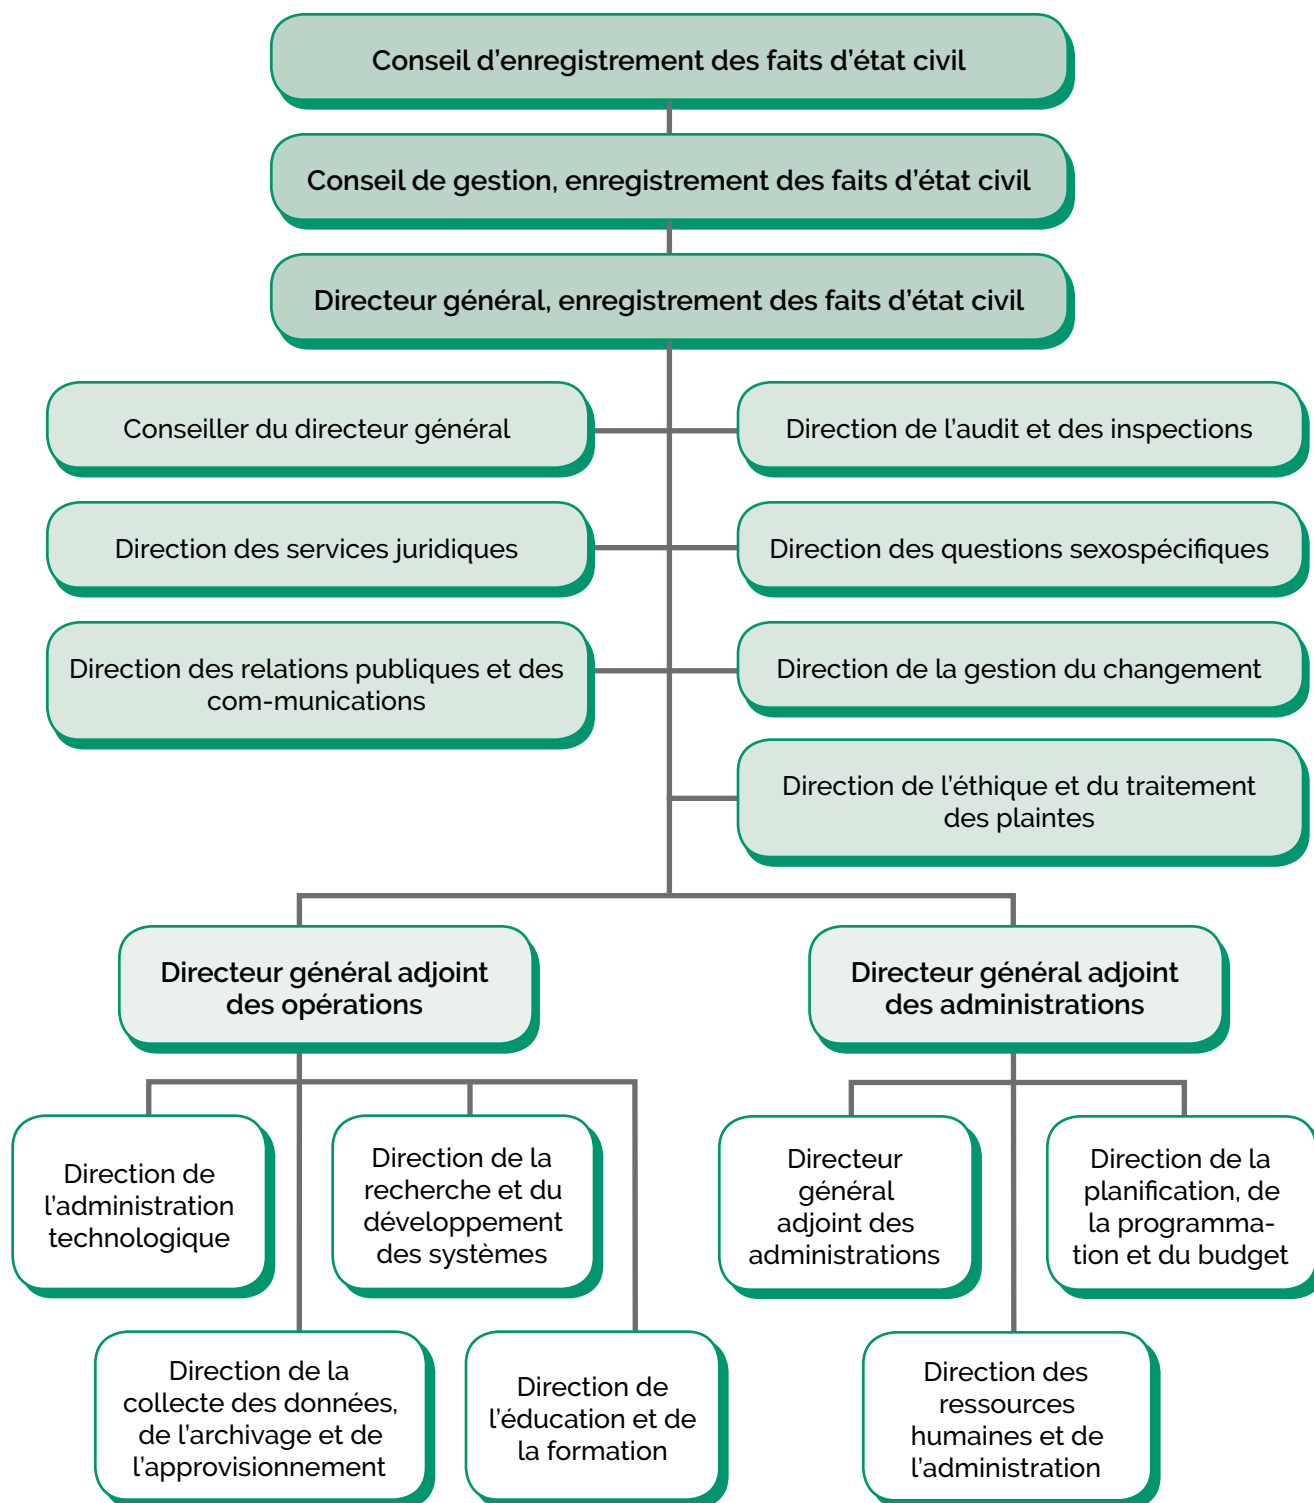 Conseil d'enregistrement des faits d'état civil
Conseil de gestion, enregistrement des faits d'état civil
Directeur général, enregistrement des faits d'état civil
Conseiller du directeur général
Direction de l'audit et des inspections
Direction des services juridiques
Direction des questions sexospécifiques
Direction des relations publiques et des
com-munications
Direction de la gestion du changement
Direction de l'éthique et du traitement
des plaintes
Directeur général adjoint
des opérations
Directeur général adjoint
des administrations
Direction de
l'administration
technologique
Direction de la
recherche et du
développement
des systèmes
Directeur
général
adjoint des
administrations
Direction de la
planification, de
la programma-
tion et du budget
Direction de la
collecte des données,
de l'archivage et de
l'approvisionnement
Direction de
l'éducation et de
la formation
Direction des
ressources
humaines et de
l'administration